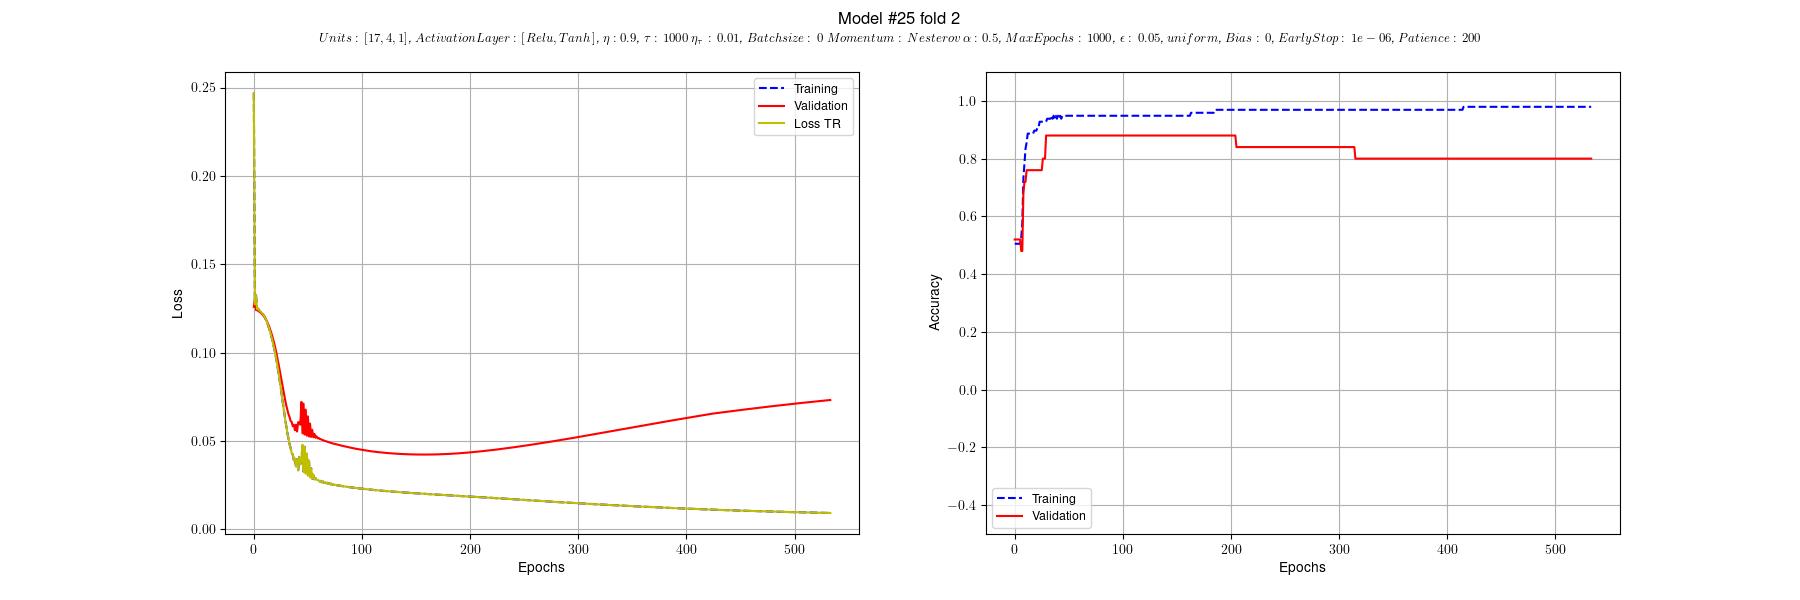 Model #25 fold 2
Units : [17, 4, 1], ActivationLayer : [Relu, Tanh], η : 0.9, τ : 1000 ητ : 0.01, Batchsize : 0 Momentum : Nesterov α : 0.5, MaxEpochs : 1000, ϵ : 0.05, uniform, Bias : 0, EarlyStop : 1e − 06, Patience : 200
0.25
0.20
0.15
0.10
0.05
0.00
Loss
0 100 200 300 400 500
Epochs
Training
Validation
Loss TR
1.0
0.8
0.6
0.4
0.2
0.0
−0.2
−0.4
Accuracy
Training
Validation
0 100 200 300 400 500
Epochs